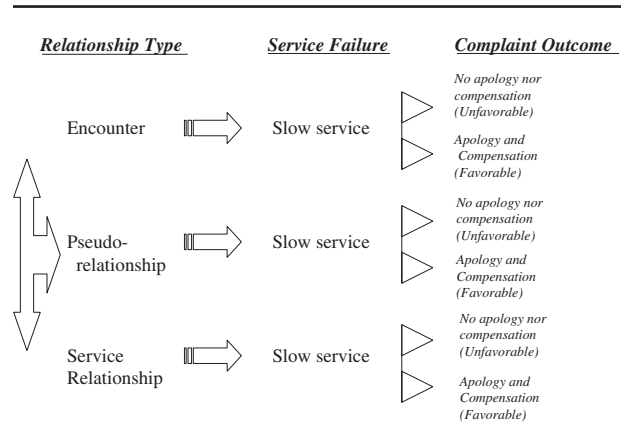 Relationship Type Service Failure Complaint Outcome
No apology nor
compensation
(Unfavorable)
Encounter Slow service
Apology and
Compensation
(Favorable)
No apology nor
compensation
(Unfavorable)
Pseudo-
relationship
Slow service
Apology and
Compensation
(Favorable)
No apology nor
compensation
(Unfavorable)
Service
Relationship
Slow service
Apology and
Compensation
(Favorable)